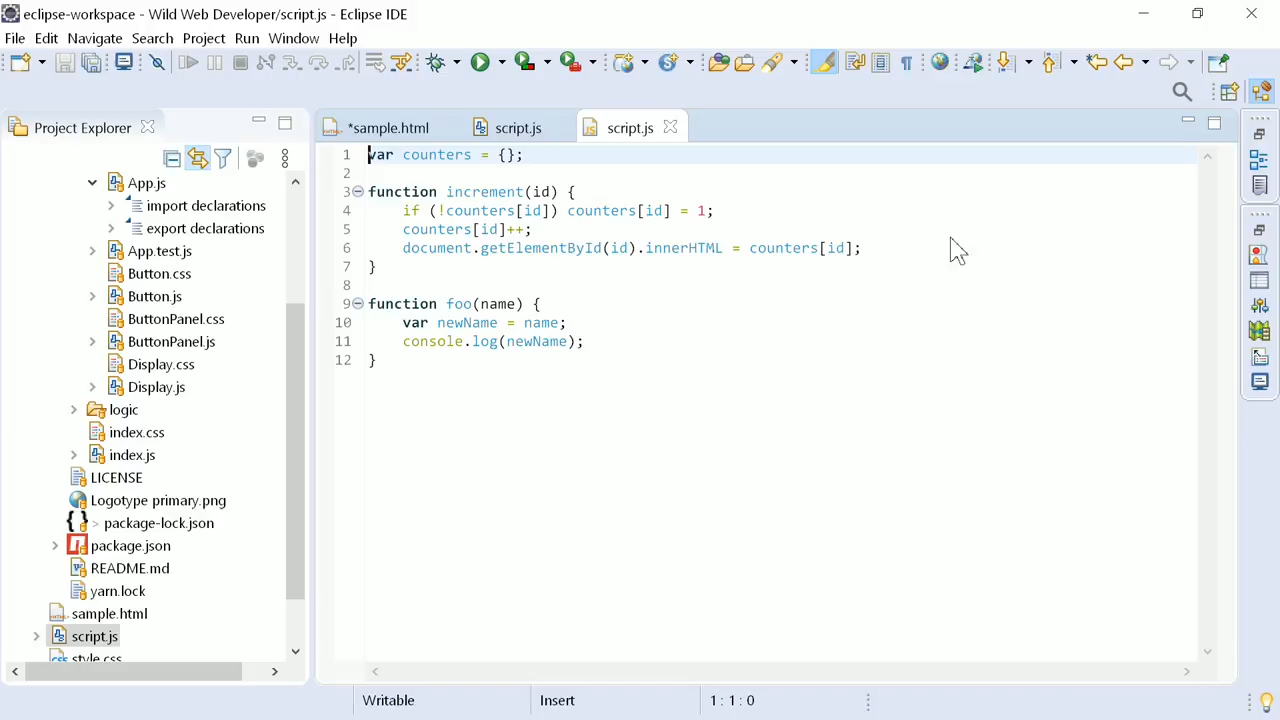 eclipse-workspace - Wild Web Developer/script.js - Eclipse IDE
File Edit Navigate Search Project Run Window Help
Project Explorer
*sample.html script.js script.js
App.js
import declarations
export declarations
App.test.js
Button.css
Button.js
ButtonPanel.css
ButtonPanel.js
Display.css
Display.js
logic
index.css
index.js
LICENSE
Logotype primary.png
> package-lock.json
package.json
README.md
yarn.lock
sample.html
script.js
style.css
1 var counters = {};
2
3 function increment(id) {
4 if (!counters[id]) counters[id] = 1;
5 counters[id]++;
6 document.getElementById(id).innerHTML = counters[id];
7 }
8
9 function foo(name) {
10 var newName = name;
11 console.log(newName);
12 }
Writable Insert 1 : 1 : 0